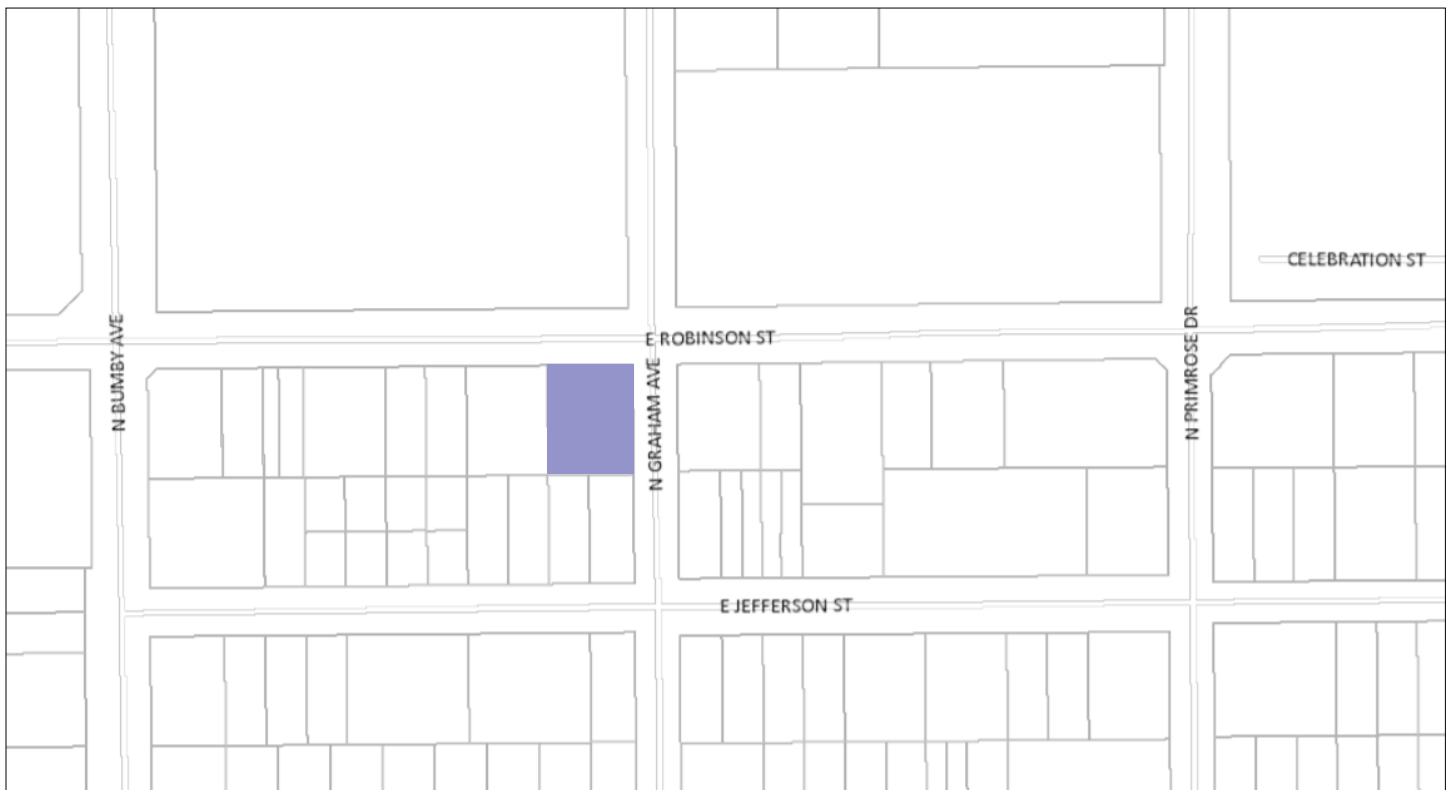 CELEBRATION ST
N BUMBY AVE
E ROBINSON ST
N GRAHAM AVE
N PRIMROSE DR
E JEFFERSON ST